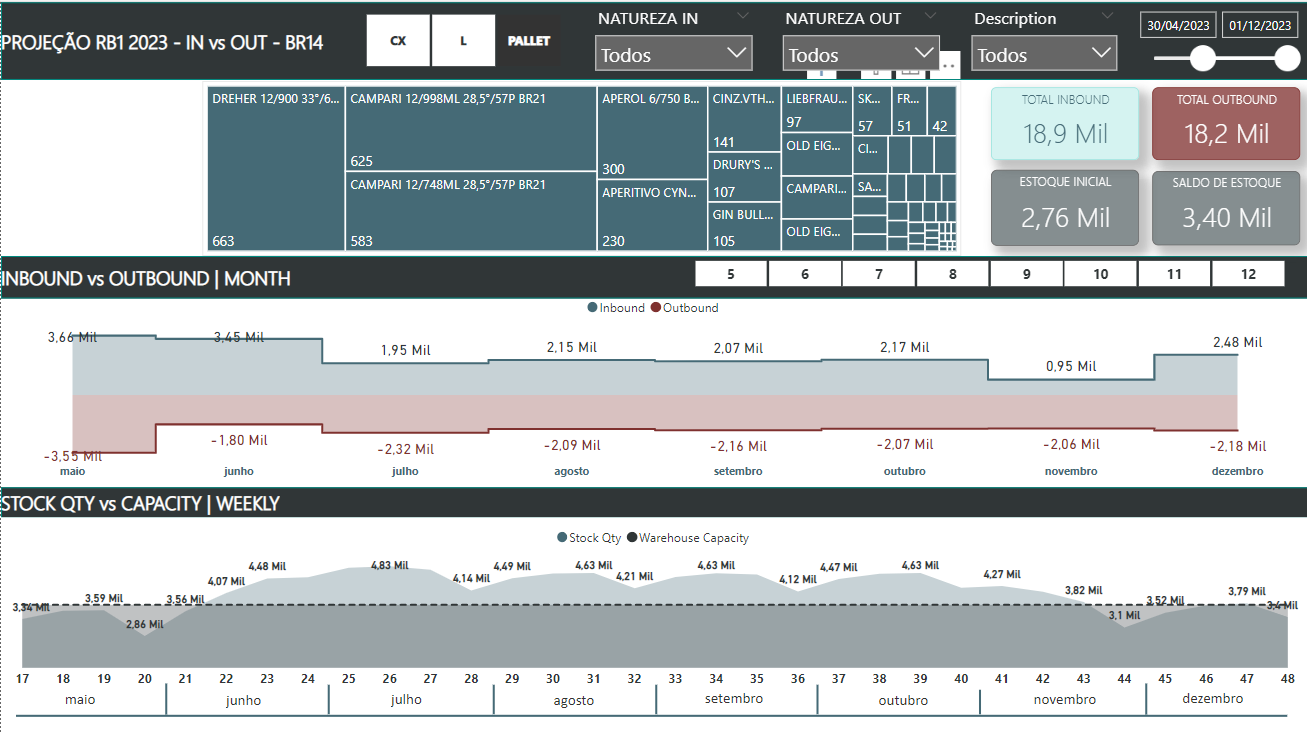 PROJEÇÃO RB1 2023 - IN vs OUT - BR14
CX
L
PALLET
NATUREZA IN
Todos
NATUREZA OUT
Todos
Description
Todos
30/04/2023
01/12/2023
DREHER 12/900 33°/6...
663
CAMPARI 12/998ML 28,5°/57P BR21
625
CAMPARI 12/748ML 28,5°/57P BR21
583
APEROL 6/750 B...
300
APERITIVO CYN...
230
CINZ.VTH...
141
DRURY'S ...
107
GIN BULL...
105
LIEBFRAU...
97
OLD EIG...
CAMPARI...
OLD EIG...
SK...
57
FR...
51
42
CI...
SA...
TOTAL INBOUND
18,9 Mil
TOTAL OUTBOUND
18,2 Mil
ESTOQUE INICIAL
2,76 Mil
SALDO DE ESTOQUE
3,40 Mil
INBOUND vs OUTBOUND | MONTH
5
6
7
8
9
10
11
12
Inbound
Outbound
3,66 Mil
3,45 Mil
1,95 Mil
2,15 Mil
2,07 Mil
2,17 Mil
0,95 Mil
2,48 Mil
-3,55 Mil
-1,80 Mil
-2,32 Mil
-2,09 Mil
-2,16 Mil
-2,07 Mil
-2,06 Mil
-2,18 Mil
maio
junho
julho
agosto
setembro
outubro
novembro
dezembro
STOCK QTY vs CAPACITY | WEEKLY
Stock Qty
Warehouse Capacity
3,34 Mil
3,59 Mil
2,86 Mil
3,56 Mil
4,07 Mil
4,48 Mil
4,83 Mil
4,14 Mil
4,49 Mil
4,63 Mil
4,21 Mil
4,63 Mil
4,12 Mil
4,47 Mil
4,63 Mil
4,27 Mil
3,82 Mil
3,1 Mil
3,52 Mil
3,79 Mil
3,4 Mil
17 18 19 20 21 22 23 24 25 26 27 28 29 30 31 32 33 34 35 36 37 38 39 40 41 42 43 44 45 46 47 48
maio
junho
julho
agosto
setembro
outubro
novembro
dezembro